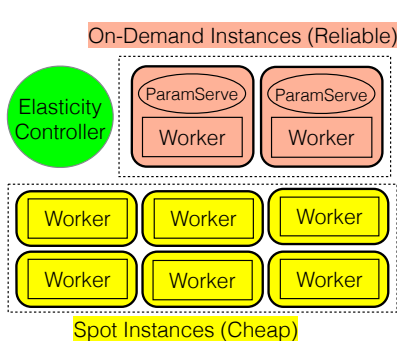 On-Demand Instances (Reliable)
Elasticity
Controller
ParamServe
ParamServe
Worker
Worker
Worker
Worker
Worker
Worker
Worker
Worker
Spot Instances (Cheap)